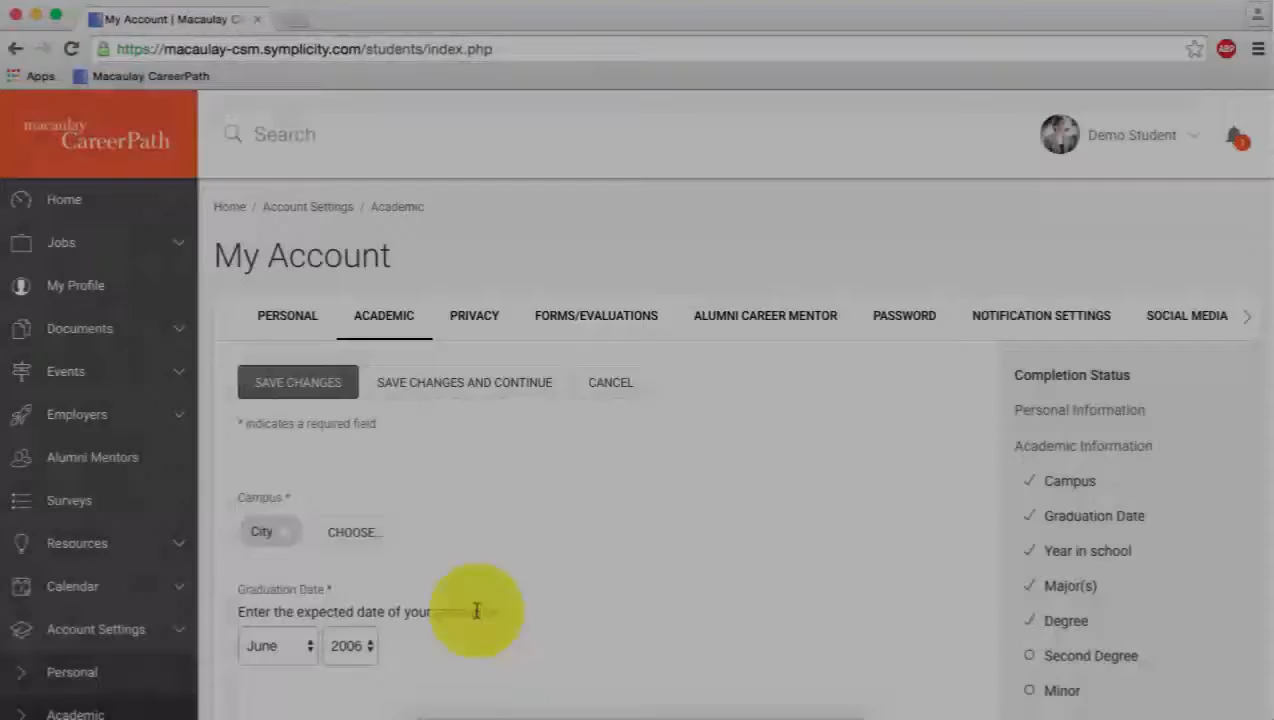 My Account | Macaulay C
https://macaulay-csm.symplicity.com/students/index.php
ABP
Apps
Macaulay CareerPath
macaulay
CareerPath
Search
Demo Student
Home
Jobs
My Profile
Documents
Events
Employers
Alumni Mentors
Surveys
Resources
Calendar
Account Settings
Personal
Academic
Home / Account Settings / Academic
My Account
PERSONAL ACADEMIC PRIVACY FORMS/EVALUATIONS ALUMNI CAREER MENTOR PASSWORD NOTIFICATION SETTINGS SOCIAL MEDIA
SAVE CHANGES SAVE CHANGES AND CONTINUE CANCEL
* indicates a required field
Campus *
City CHOOSE...
Graduation Date *
Enter the expected date of your
June 2006
Completion Status
Personal Information
Academic Information
Campus
Graduation Date
Year in school
Major(s)
Degree
Second Degree
Minor